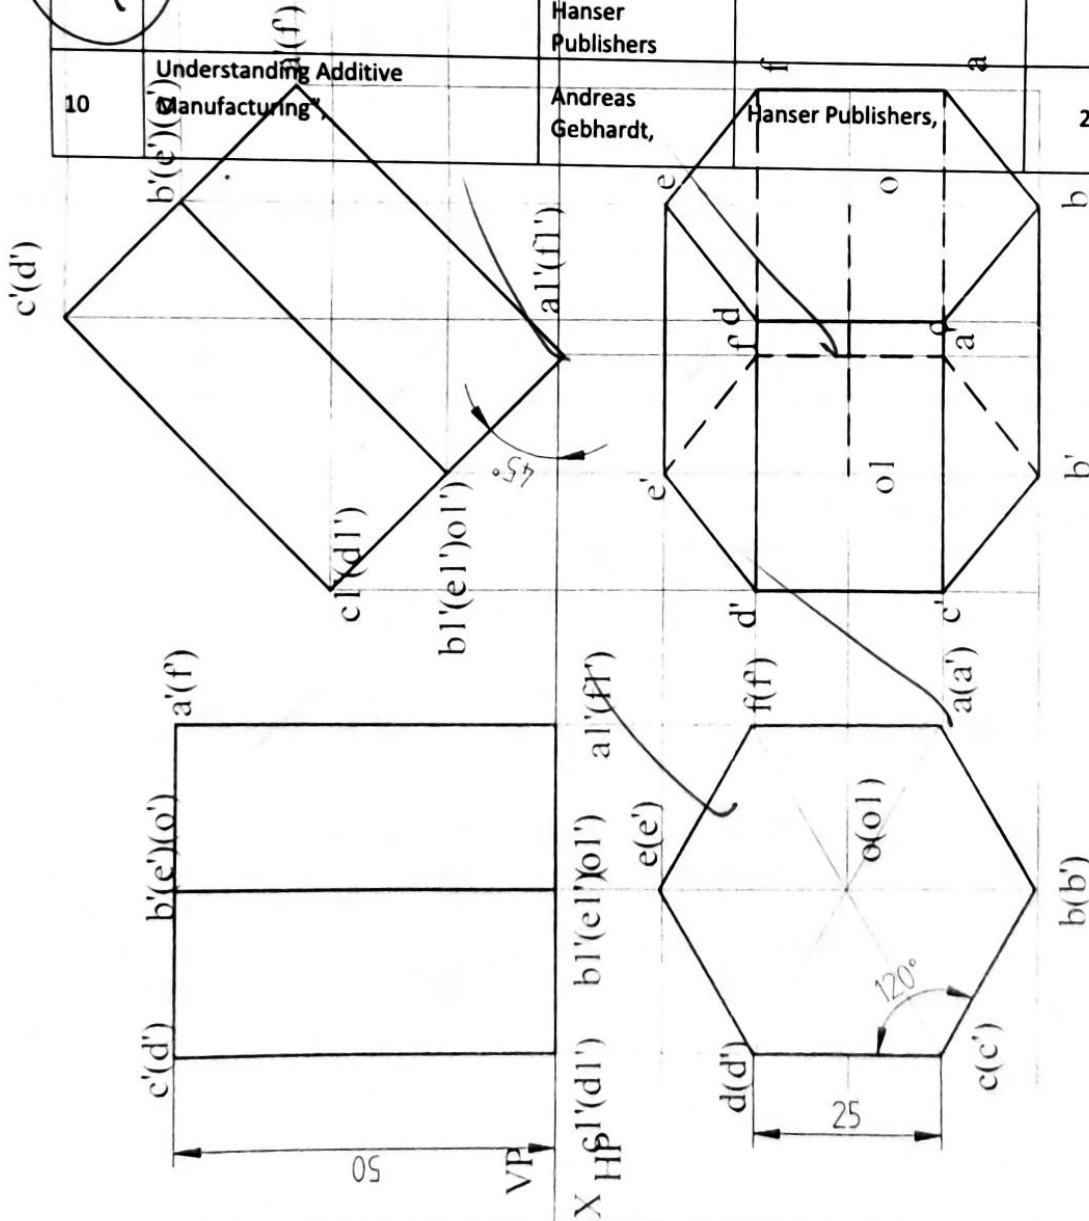 Hanser
Publishers
10
Understanding Additive
Manufacturing",
Andreas
Gebhardt,
Hanser Publishers,
2
a'(f')
b'(e')(o')
c'(d')
a1'(f1')
c1'(d1')
b1'(e1')o1'
45°
f
a
e
o
b
d
c
f'
a'
e'
o1
b'
d'
c'
a'(f')
b'(e')(o')
c'(d')
50
VP
X
HP
c1'(d1')
b1'(e1')(o1')
a1'(f1')
f(f')
a(a')
e(e')
o(o1)
b(b')
d(d')
c(c')
120°
25